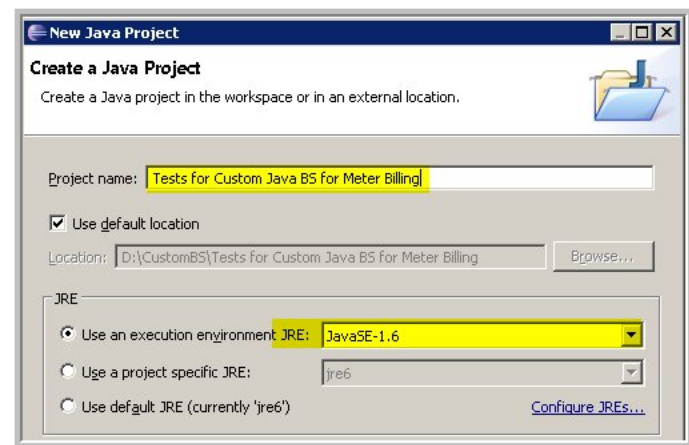 New Java Project
Create a Java Project
Create a Java project in the workspace or in an external location.
Project name: Tests for Custom Java BS for Meter Billing
Use default location
Location: D:\CustomBS\Tests for Custom Java BS for Meter Billing Browse...
JRE
Use an execution environment JRE: JavaSE-1.6
Use a project specific JRE: jre6
Use default JRE (currently 'jre6') Configure JREs...